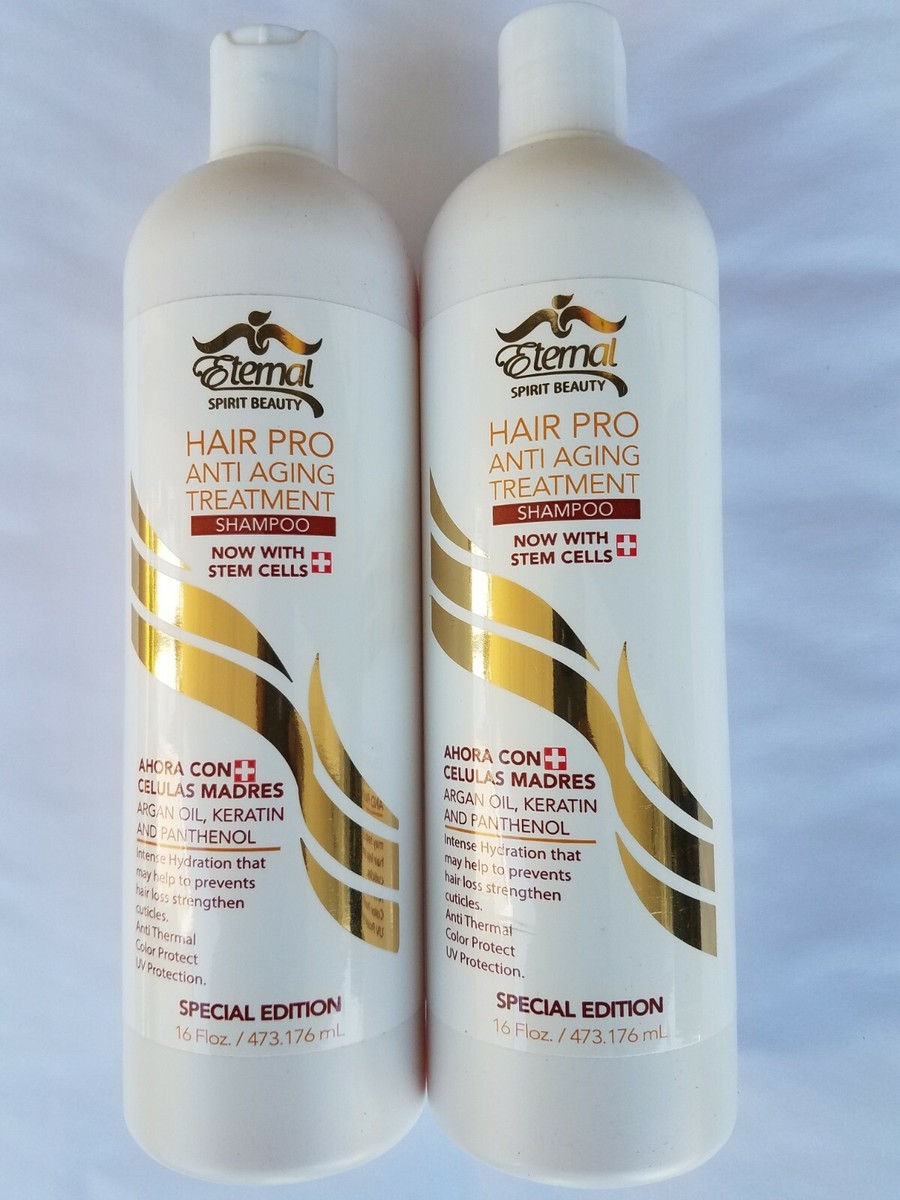 Eternal
SPIRIT BEAUTY
HAIR PRO
ANTI AGING
TREATMENT
SHAMPOO
NOW WITH
STEM CELLS
AHORA CON
CELULAS MADRES
ARGAN OIL, KERATIN
AND PANTHENOL
Intense Hydration that
may help to prevents
hair loss strengthen
cuticles.
Anti Thermal
Color Protect
UV Protection.
SPECIAL EDITION
16 Floz. / 473.176 mL
Eternal
SPIRIT BEAUTY
HAIR PRO
ANTI AGING
TREATMENT
SHAMPOO
NOW WITH
STEM CELLS
AHORA CON
CELULAS MADRES
ARGAN OIL, KERATIN
AND PANTHENOL
Intense Hydration that
may help to prevents
hair loss strengthen
cuticles.
Anti Thermal
Color Protect
UV Protection.
SPECIAL EDITION
16 Floz. / 473.176 mL